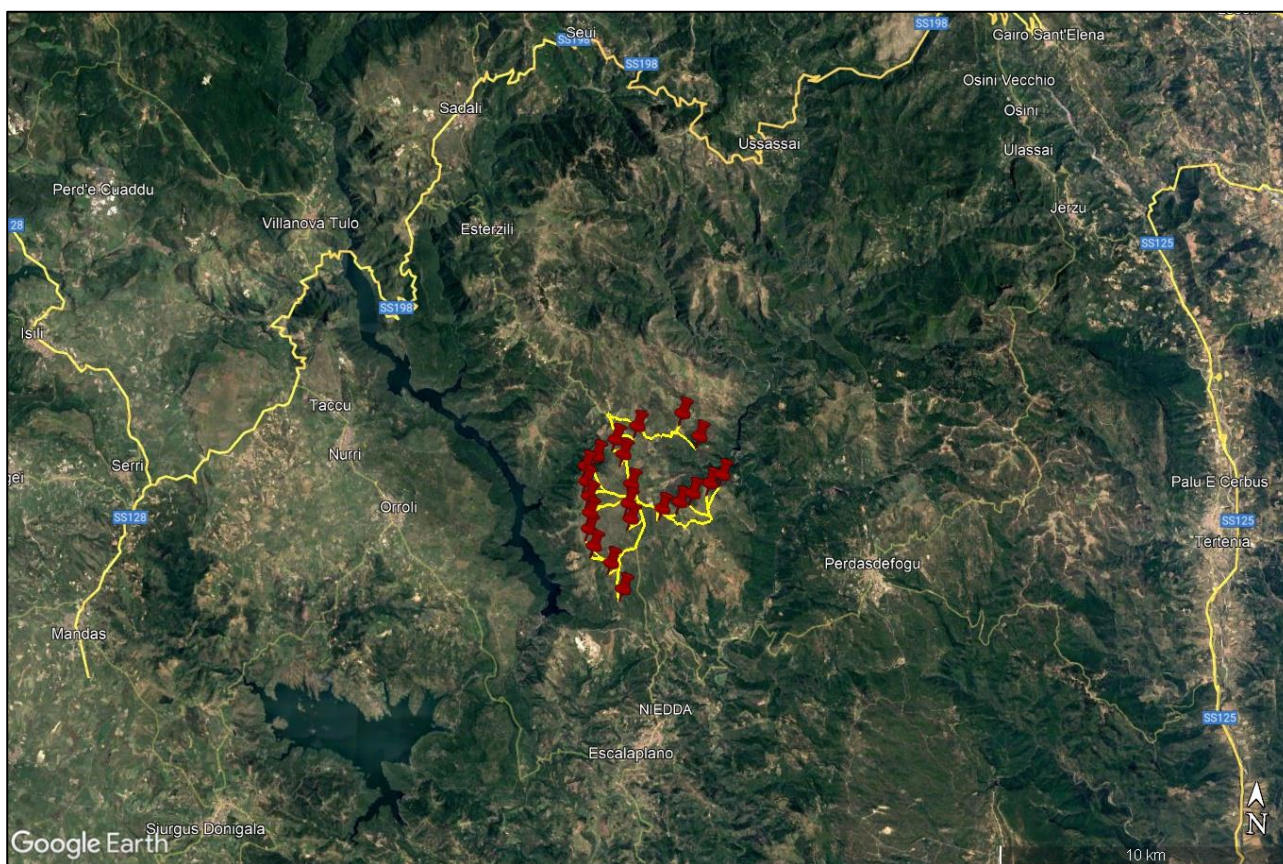 SS198
Gairo Sant'Elena
Seui
SS198
SS198
Osini Vecchio
Osini
Sadali
Ussassai
Ulassai
Perd'e Cuaddu
Villanova Tulo
Esterzili
Jerzu
28
SS125
SS198
Isili
Taccu
Nurri
Serri
gei
Orroli
SS128
Palu E Cerbus
SS125
Tertenia
Perdasdefogu
Mandas
NIEDDA
SS125
Escalaplano
Siurgus Donigala
N
Google Earth
10 km